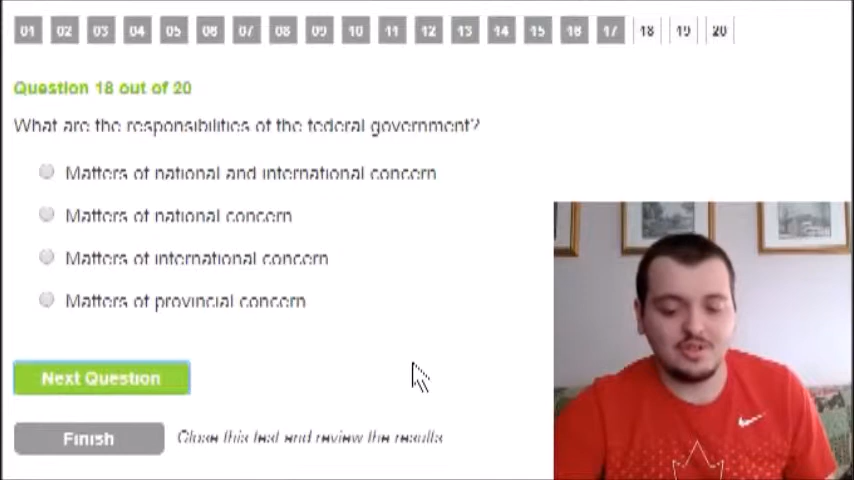 01 02 03 04 05 06 07 08 09 10 11 12 13 14 15 16 17 18 19 20
Question 18 out of 20
What are the responsibilities of the federal government?
Matters of national and international concern
Matters of national concern
Matters of international concern
Matters of provincial concern
Next Question
Finish Close this test and review the results